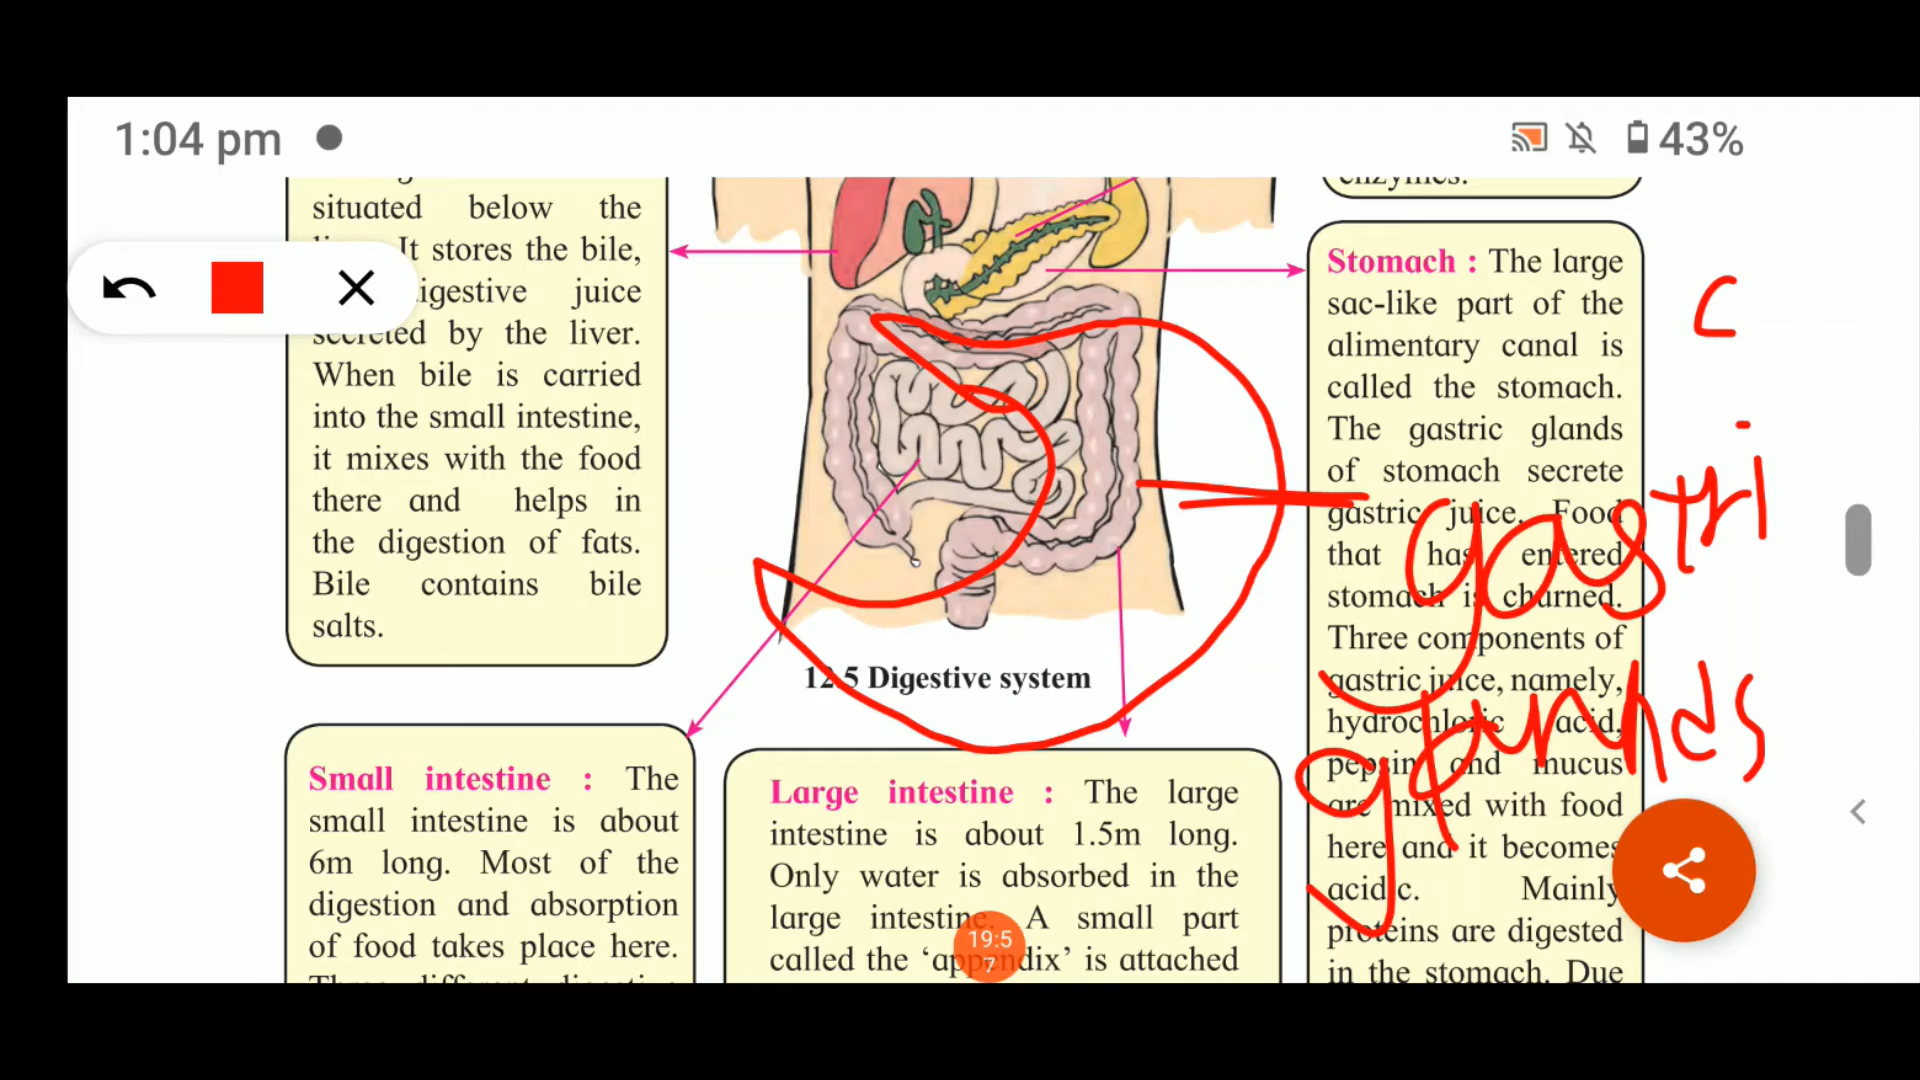 1:04 pm
43%
situated below the
It stores the bile,
igestive juice
secreted by the liver.
When bile is carried
into the small intestine,
it mixes with the food
there and helps in
the digestion of fats.
Bile contains bile
salts.
12.5 Digestive system
enzymes.
Stomach : The large
sac-like part of the
alimentary canal is
called the stomach.
The gastric glands
of stomach secrete
gastric juice. Food
that has entered
stomach is churned.
Three components of
gastric juice, namely,
hydrochloric acid,
pepsin and mucus
are mixed with food
here and it becomes
acidic. Mainly
proteins are digested
in the stomach. Due
gastri
c
glands
Small intestine : The
small intestine is about
6m long. Most of the
digestion and absorption
of food takes place here.
Large intestine : The large
intestine is about 1.5m long.
Only water is absorbed in the
large intestine. A small part
called the ‘appendix’ is attached
19:5
7